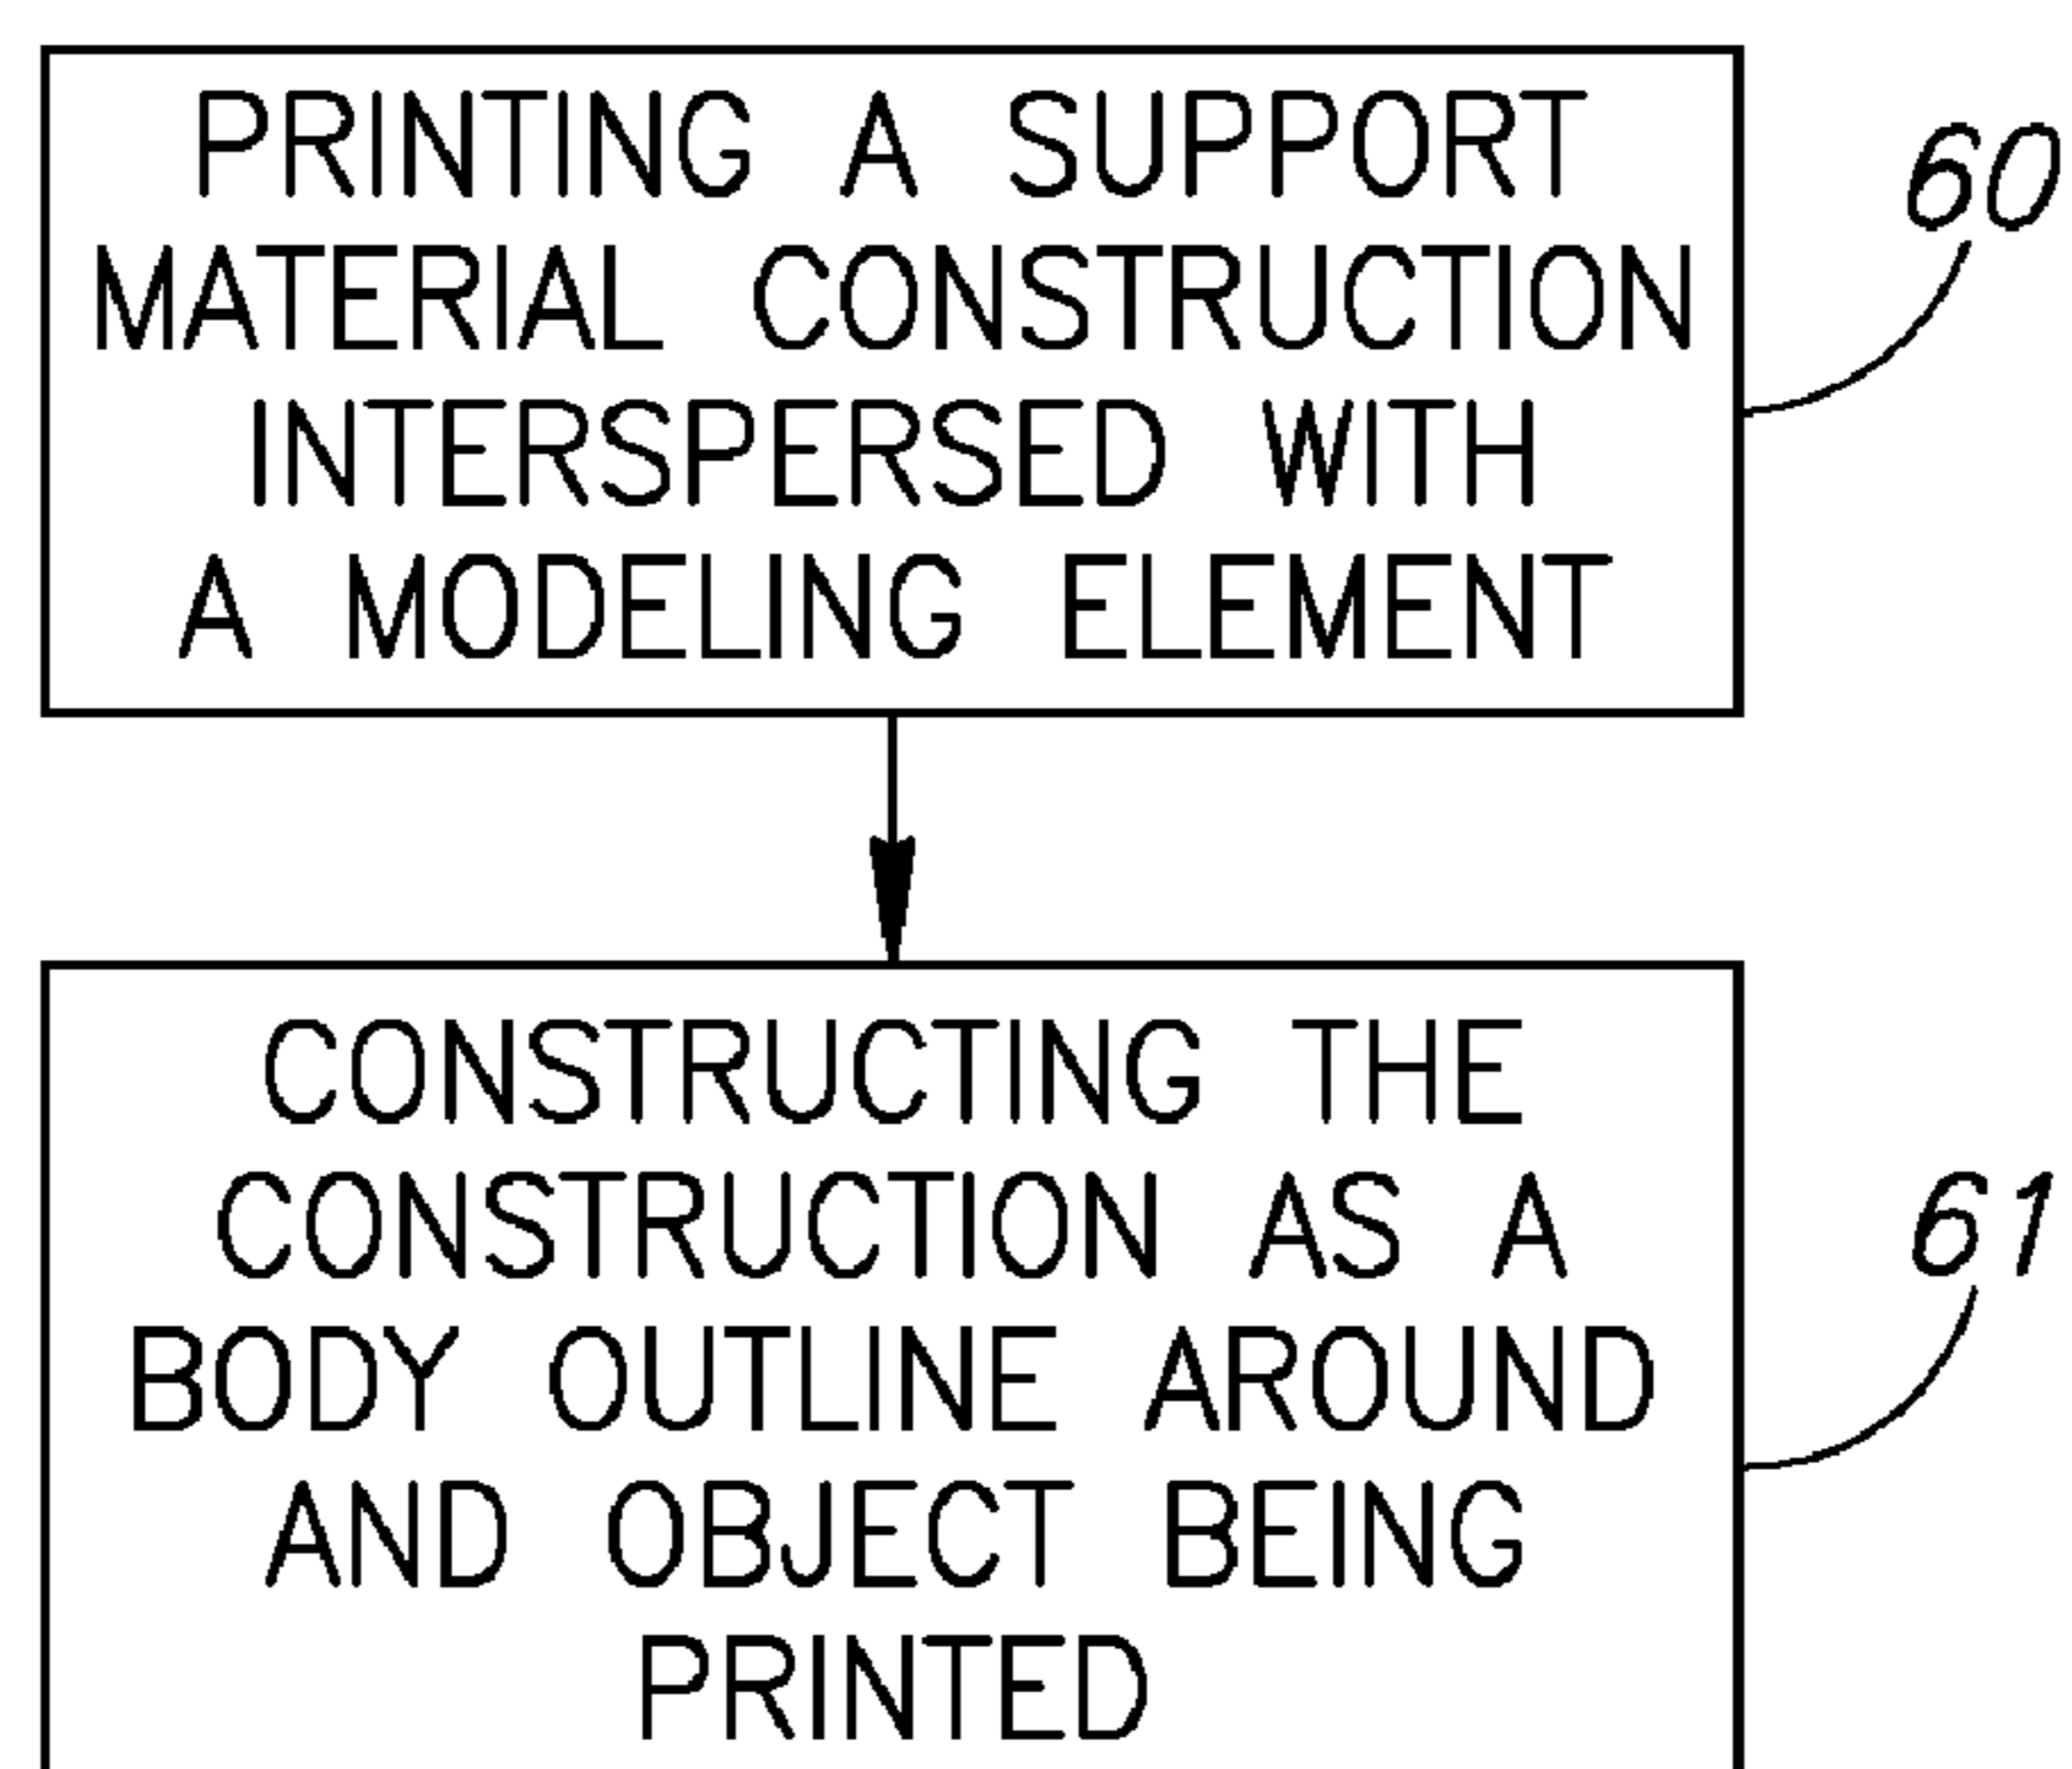 PRINTING A SUPPORT
MATERIAL CONSTRUCTION
INTERSPERSED WITH
A MODELING ELEMENT
60
CONSTRUCTING THE
CONSTRUCTION AS A
BODY OUTLINE AROUND
AND OBJECT BEING
PRINTED
61